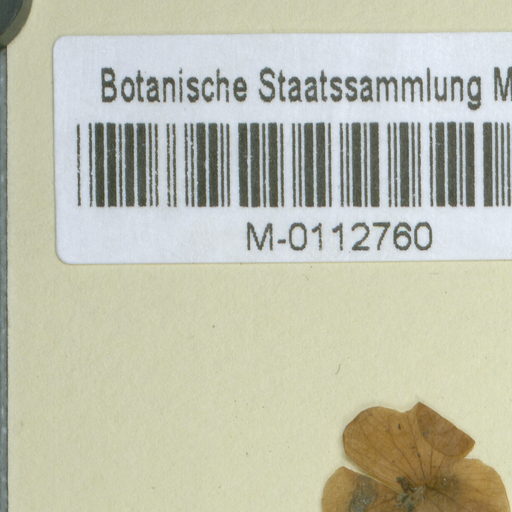 Botanische Staatssammlung M
M-0112760